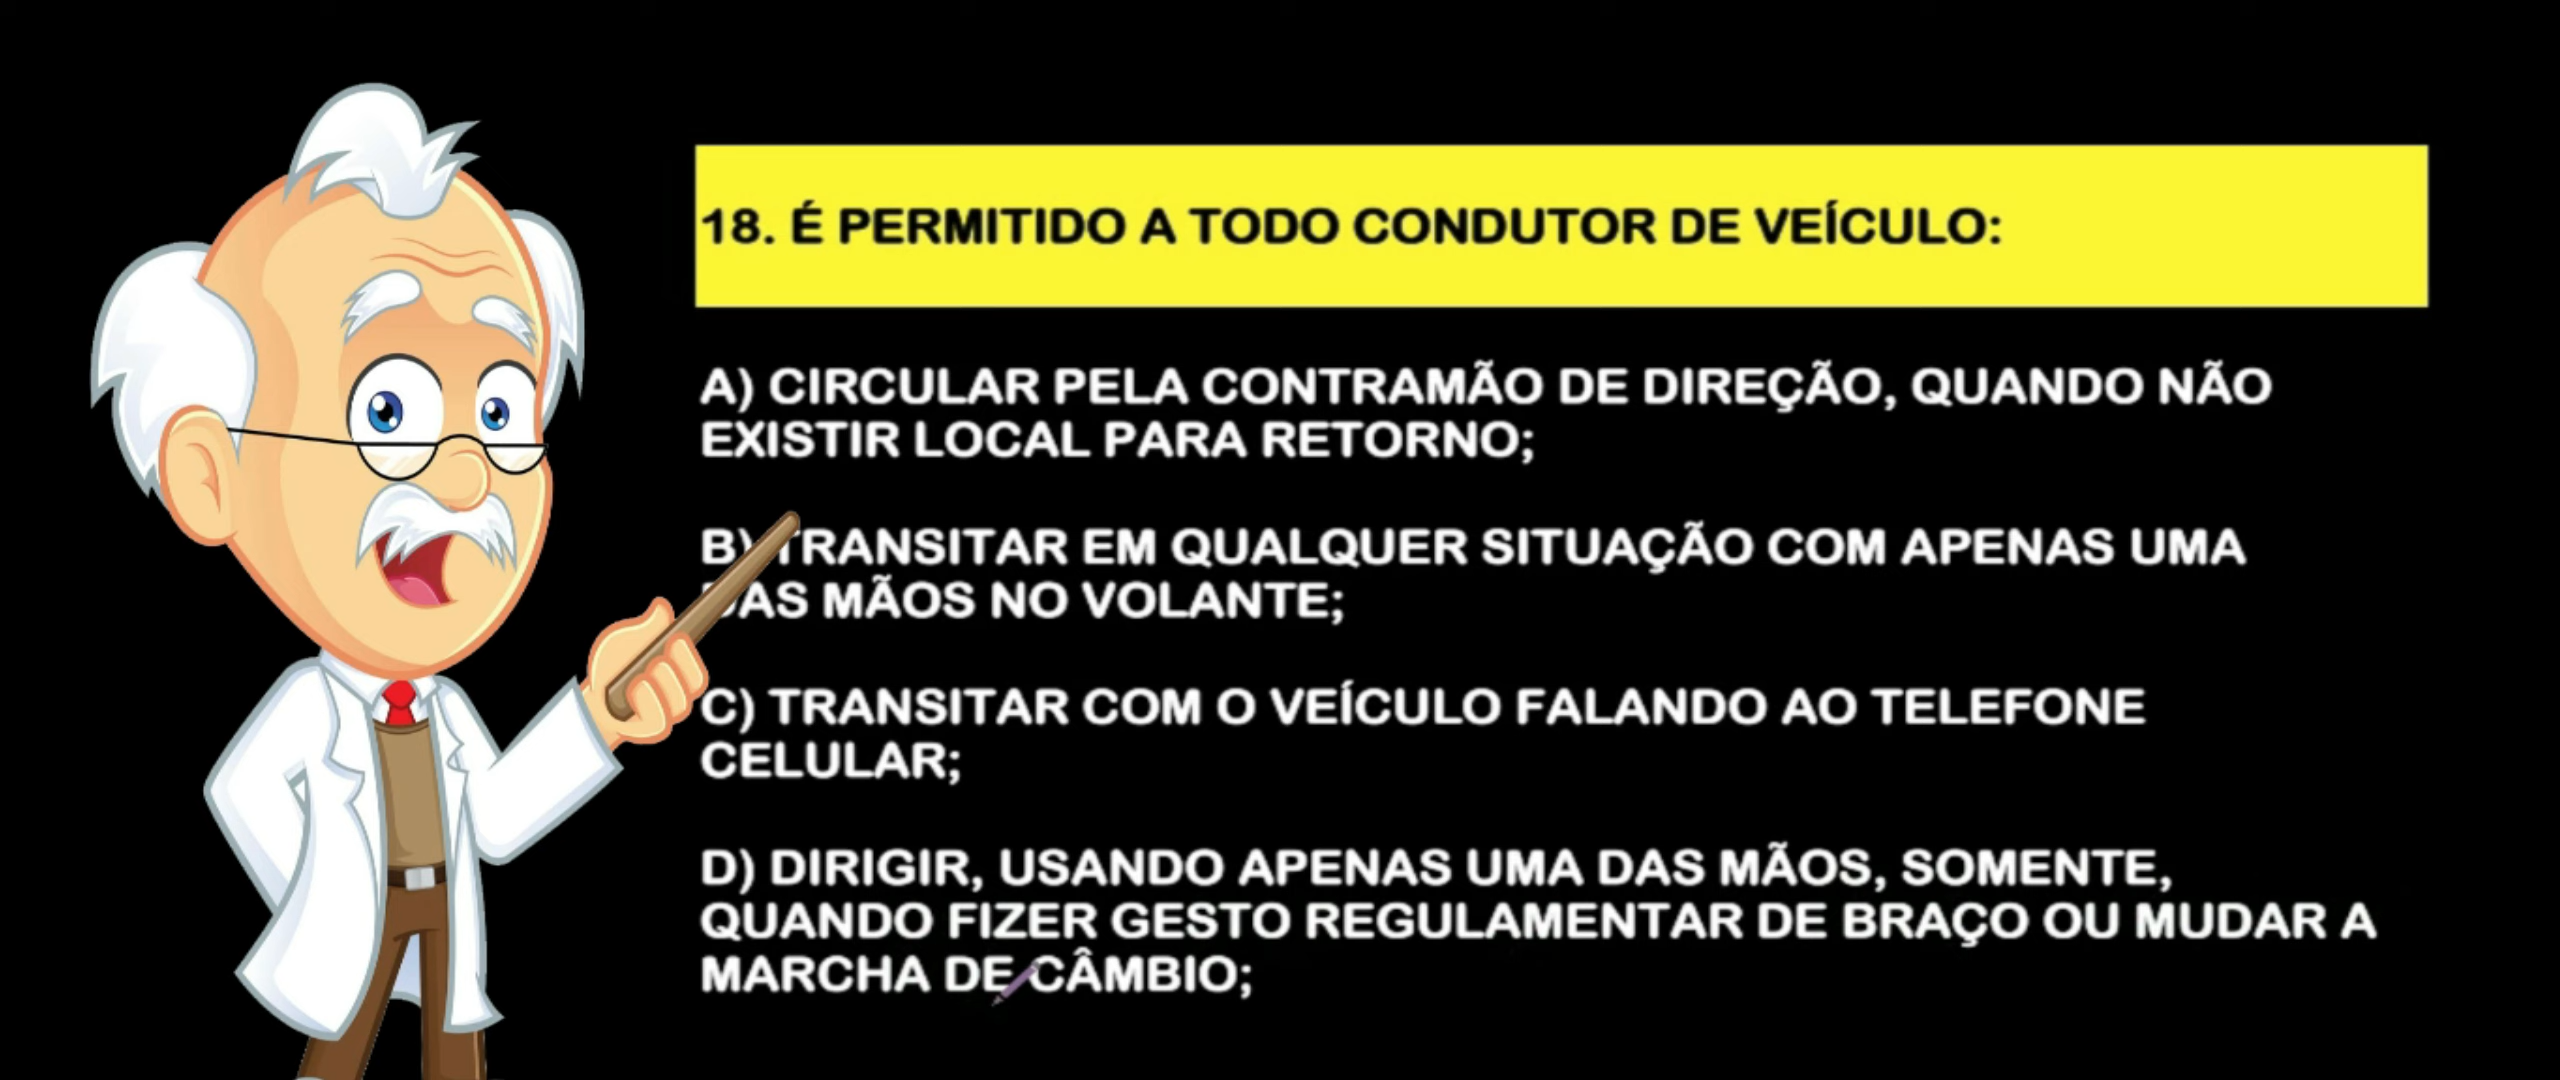 18. É PERMITIDO A TODO CONDUTOR DE VEÍCULO:
A) CIRCULAR PELA CONTRAMÃO DE DIREÇÃO, QUANDO NÃO
EXISTIR LOCAL PARA RETORNO;
B) TRANSITAR EM QUALQUER SITUAÇÃO COM APENAS UMA
DAS MÃOS NO VOLANTE;
C) TRANSITAR COM O VEÍCULO FALANDO AO TELEFONE
CELULAR;
D) DIRIGIR, USANDO APENAS UMA DAS MÃOS, SOMENTE,
QUANDO FIZER GESTO REGULAMENTAR DE BRAÇO OU MUDAR A
MARCHA DE CÂMBIO;